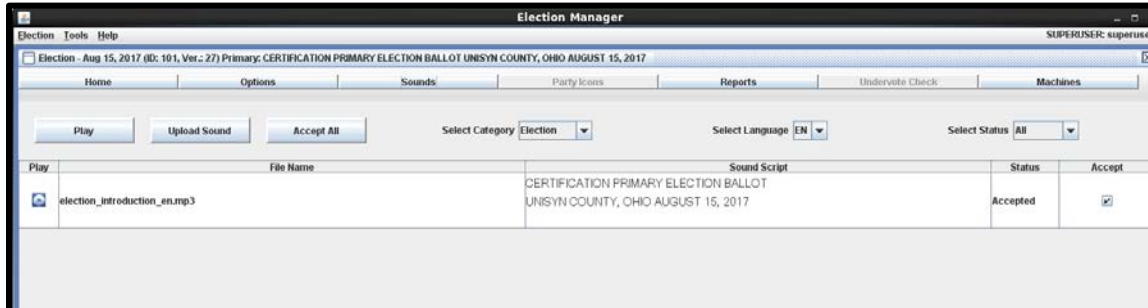 Election Manager
Election Tools Help SUPERUSER: superuse
Election - Aug 15, 2017 (ID: 101, Ver.: 27) Primary: CERTIFICATION PRIMARY ELECTION BALLOT UNISYN COUNTY, OHIO AUGUST 15, 2017
Home Options Sounds Party Icons Reports Undervote Check Machines
Play Upload Sound Accept All Select Category Election Select Language EN Select Status All
Play File Name Sound Script Status Accept
CERTIFICATION PRIMARY ELECTION BALLOT
election_introduction_en.mp3 UNISYN COUNTY, OHIO AUGUST 15, 2017 Accepted